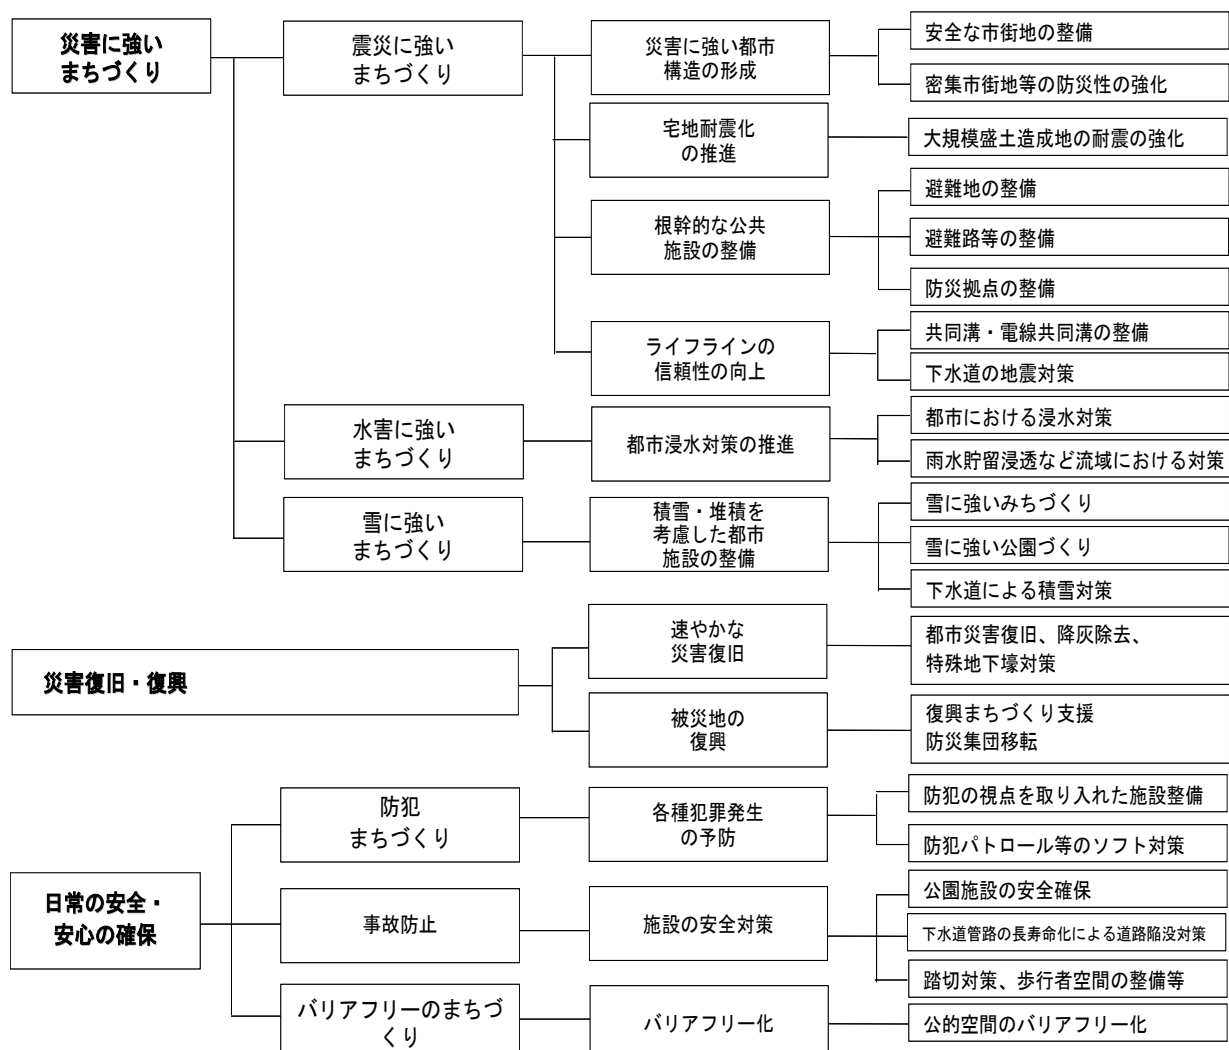 災害に強い
まちづくり
震災に強い
まちづくり
災害に強い都市
構造の形成
安全な市街地の整備
密集市街地等の防災性の強化
宅地耐震化
の推進
大規模盛土造成地の耐震の強化
根幹的な公共
施設の整備
避難地の整備
避難路等の整備
防災拠点の整備
ライフラインの
信頼性の向上
共同溝・電線共同溝の整備
下水道の地震対策
水害に強い
まちづくり
都市浸水対策の推進
都市における浸水対策
雨水貯留浸透など流域における対策
雪に強い
まちづくり
積雪・堆積を
考慮した都市
施設の整備
雪に強いみちづくり
雪に強い公園づくり
下水道による積雪対策
災害復旧・復興
速やかな
災害復旧
都市災害復旧、降灰除去、
特殊地下壕対策
被災地の
復興
復興まちづくり支援
防災集団移転
日常の安全・
安心の確保
防犯
まちづくり
各種犯罪発生
の予防
防犯の視点を取り入れた施設整備
防犯パトロール等のソフト対策
事故防止
施設の安全対策
公園施設の安全確保
下水道管路の長寿命化による道路陥没対策
踏切対策、歩行者空間の整備等
バリアフリーのまちづ
くり
バリアフリー化
公的空間のバリアフリー化